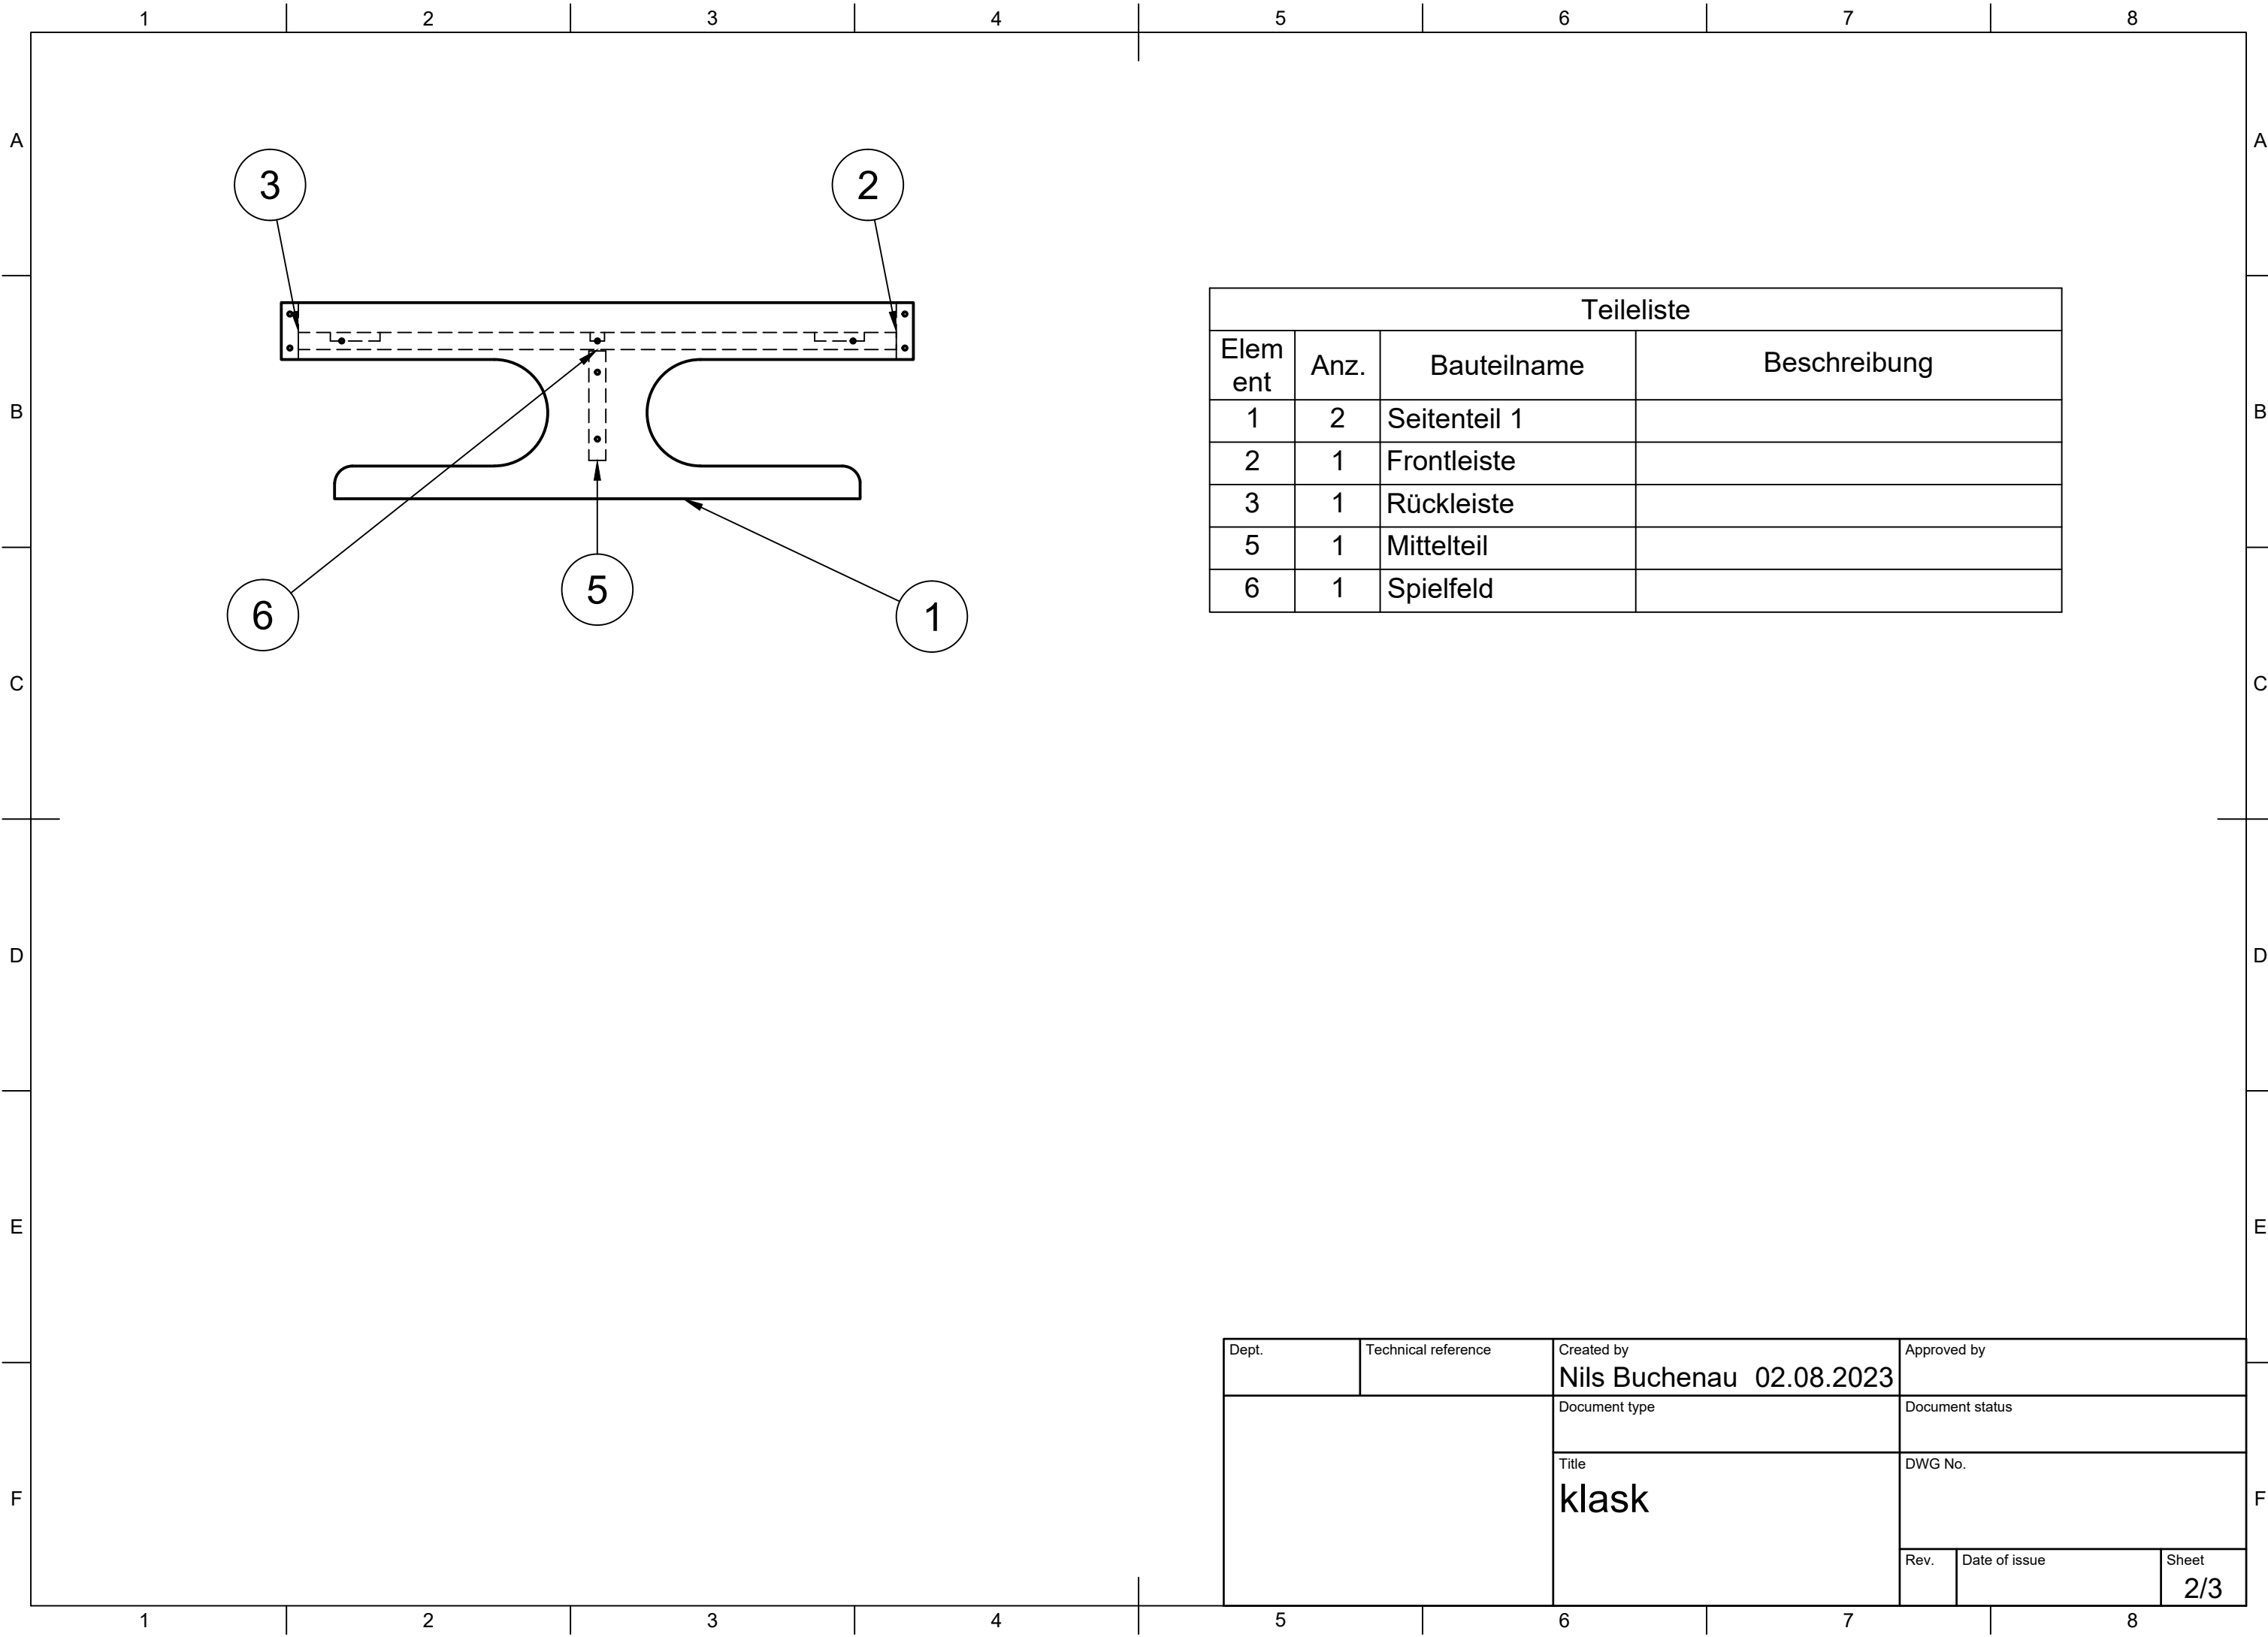 1 2 3 4 5 6 7 8
A A
3 2
Teileliste
Elem
ent Anz. Bauteilname Beschreibung
B B
1 2 Seitenteil 1
2 1 Frontleiste
3 1 Rückleiste
5 1 Mittelteil
6 1 Spielfeld
6 5 1
C C
D D
E E
Dept. Technical reference Created by Approved by
Nils Buchenau 02.08.2023
Document type Document status
Title DWG No.
klask
F F
Rev. Date of issue Sheet
2/3
1 2 3 4 5 6 7 8